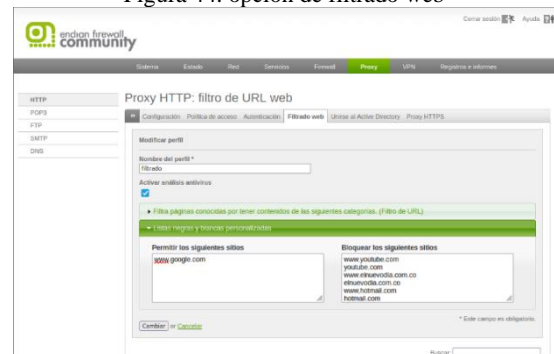 Figura 44. opción de filtrado web
Cerrar sesión Ayuda
endian firewall
community
Sistema Estado Red Servicios Firewall Proxy VPN Registros e informes
HTTP
POP3
FTP
SMTP
DNS
Proxy HTTP: filtro de URL web
Configuración Política de acceso Autenticación Filtrado web Unirse al Active Directory Proxy HTTPS
Modificar perfil
Nombre del perfil *
filtrado
Activar análisis antivirus
Filtra páginas conocidas por tener contenidos de las siguientes categorías. (Filtro de URL)
Listas negras y blancas personalizadas
Permitir los siguientes sitios Bloquear los siguientes sitios
www.google.com
www.youtube.com
youtube.com
www.elnuevodia.com.co
elnuevodia.com.co
www.hotmail.com
hotmail.com
* Este campo es obligatorio.
Cambiar or Cancelar
Buscar